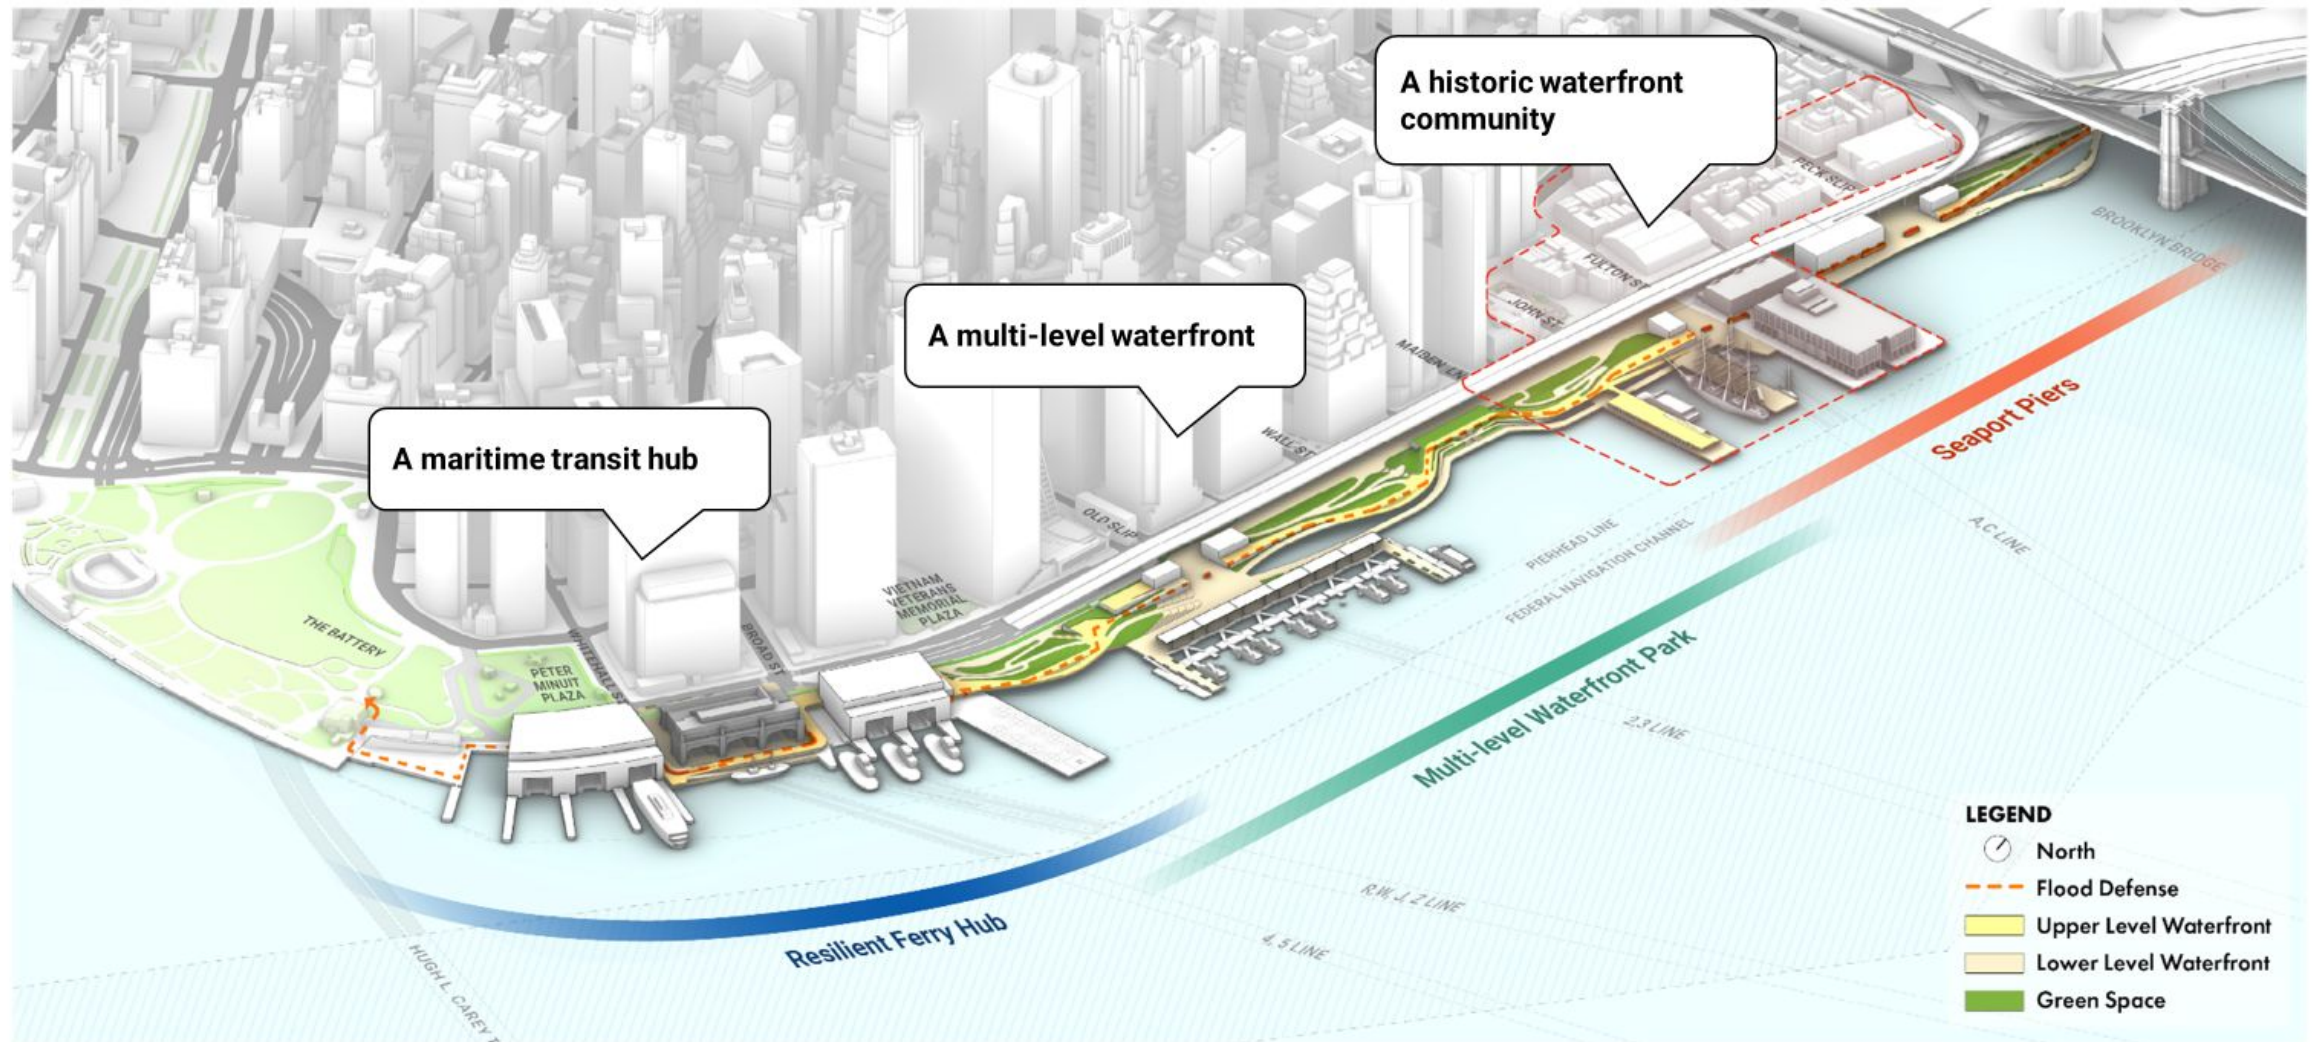 A historic waterfront
community
PECK SLIP
BROOKLYN BRIDGE
FULTON ST
JOHN ST
A multi-level waterfront
MAIDEN LN
Seaport Piers
A maritime transit hub
WALL ST
OLD SLIP
PIERHEAD LINE
FEDERAL NAVIGATION CHANNEL
A,C LINE
VIETNAM
VETERANS
MEMORIAL
PLAZA
THE BATTERY
WHITEHALL S
BROAD ST
PETER
MINUIT
PLAZA
Multi-level Waterfront Park
2,3 LINE
Resilient Ferry Hub
R,W, J, Z LINE
4, 5 LINE
HUGH L. CAREY T
LEGEND
North
Flood Defense
Upper Level Waterfront
Lower Level Waterfront
Green Space